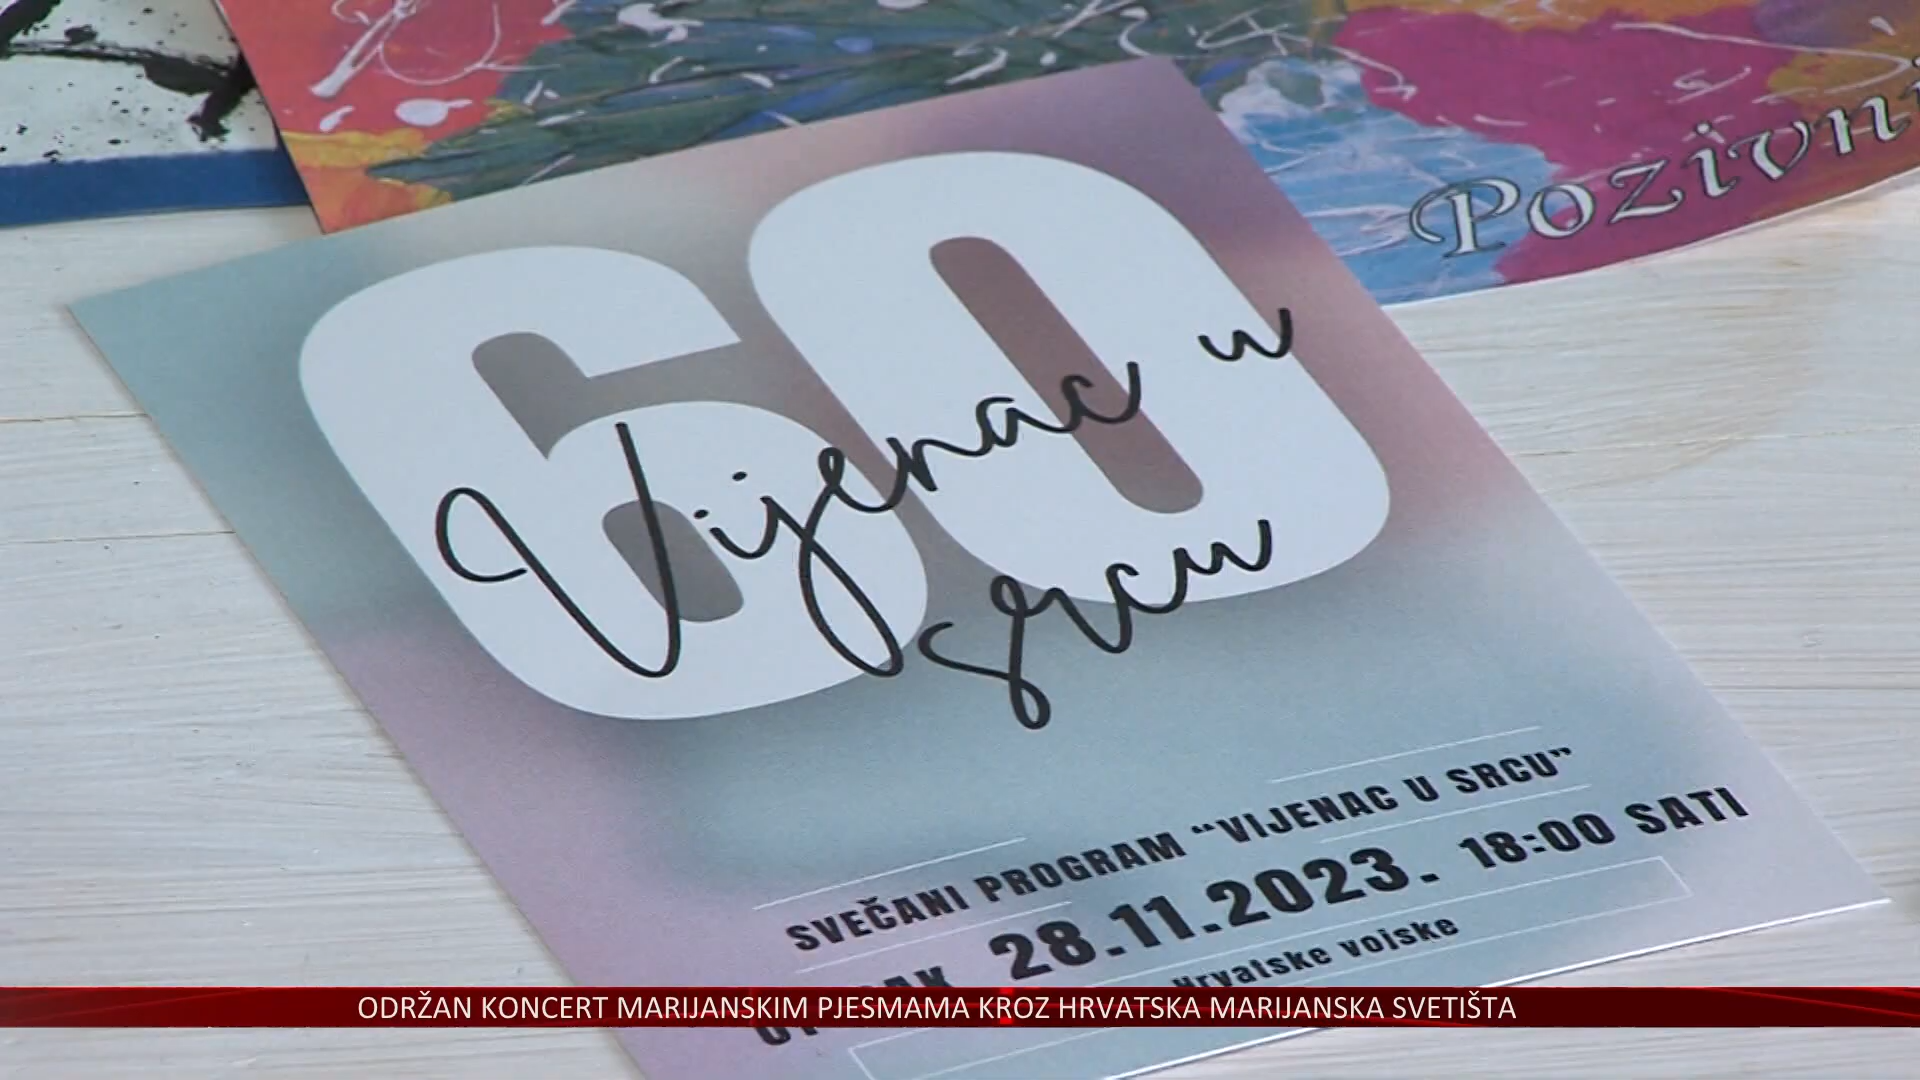 Pozivni
60
Vijenac u
srcu
SVEČANI PROGRAM “VIJENAC U SRCU”
28.11.2023. 18:00 SATI
Hrvatske vojske
ODRŽAN KONCERT MARIJANSKIM PJESMAMA KROZ HRVATSKA MARIJANSKA SVETIŠTA